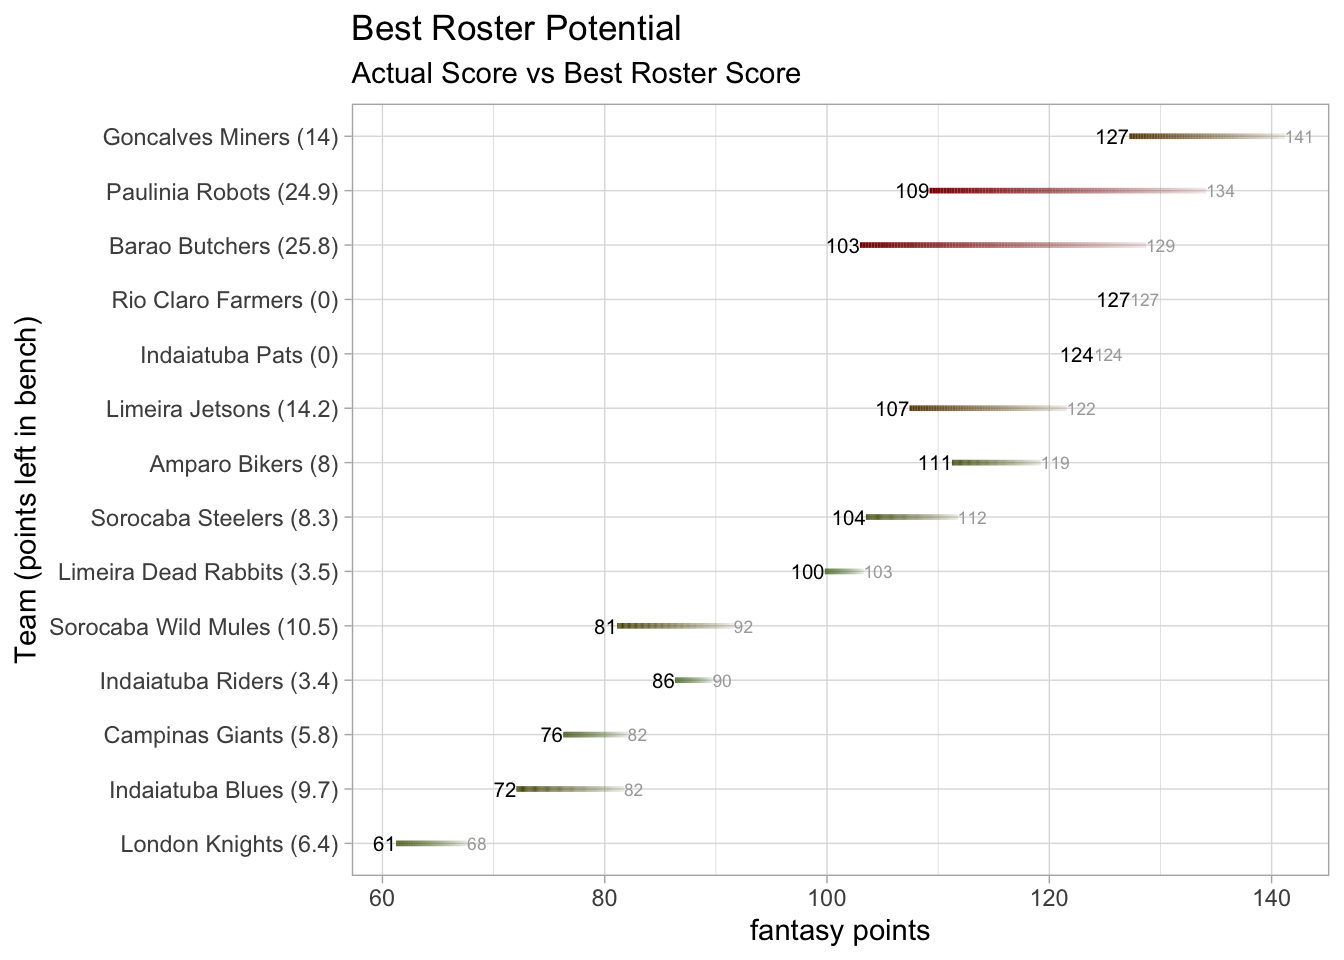 Best Roster Potential
Actual Score vs Best Roster Score
Team (points left in bench)
Goncalves Miners (14) 127 141
Paulinia Robots (24.9) 109 134
Barao Butchers (25.8) 103 129
Rio Claro Farmers (0) 127 127
Indaiatuba Pats (0) 124 124
Limeira Jetsons (14.2) 107 122
Amparo Bikers (8) 111 119
Sorocaba Steelers (8.3) 104 112
Limeira Dead Rabbits (3.5) 100 103
Sorocaba Wild Mules (10.5) 81 92
Indaiatuba Riders (3.4) 86 90
Campinas Giants (5.8) 76 82
Indaiatuba Blues (9.7) 72 82
London Knights (6.4) 61 68
60 80 100 120 140
fantasy points